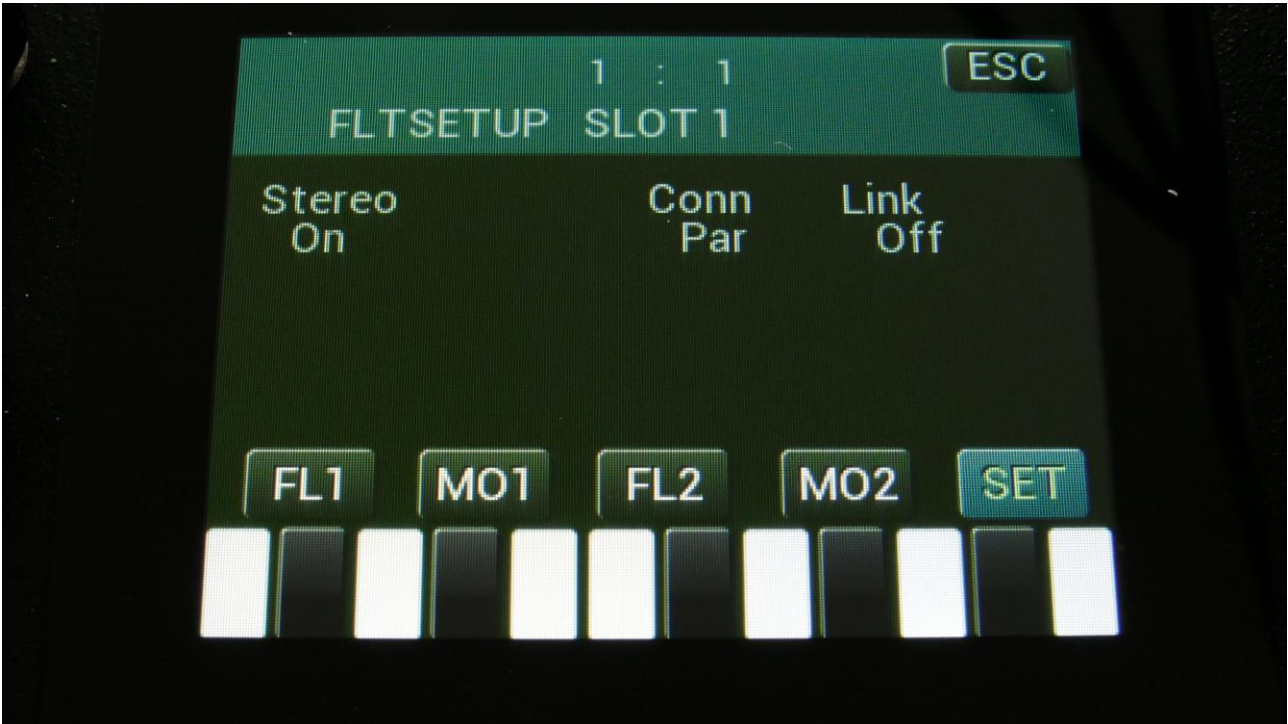 1 : 1
ESC
FLTSETUP SLOT 1
Stereo Conn Link
On Par Off
FL1 MO1 FL2 MO2 SET